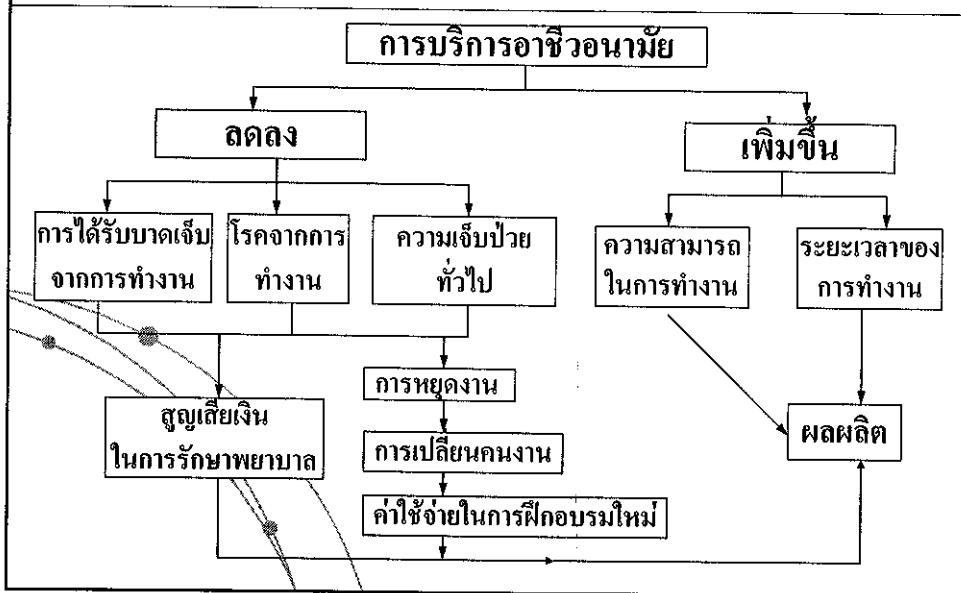 การบริการอาชีวอนามัย
ลดลง
เพิ่มขึ้น
การได้รับบาดเจ็บ
จากการทำงาน
โรคจากการ
ทำงาน
ความเจ็บป่วย
ทั่วไป
ความสามารถ
ในการทำงาน
ระยะเวลาของ
การทำงาน
การหยุดงาน
สูญเสียเงิน
ในการรักษาพยาบาล
การเปลี่ยนคนงาน
ผลผลิต
ค่าใช้จ่ายในการฝึกอบรมใหม่